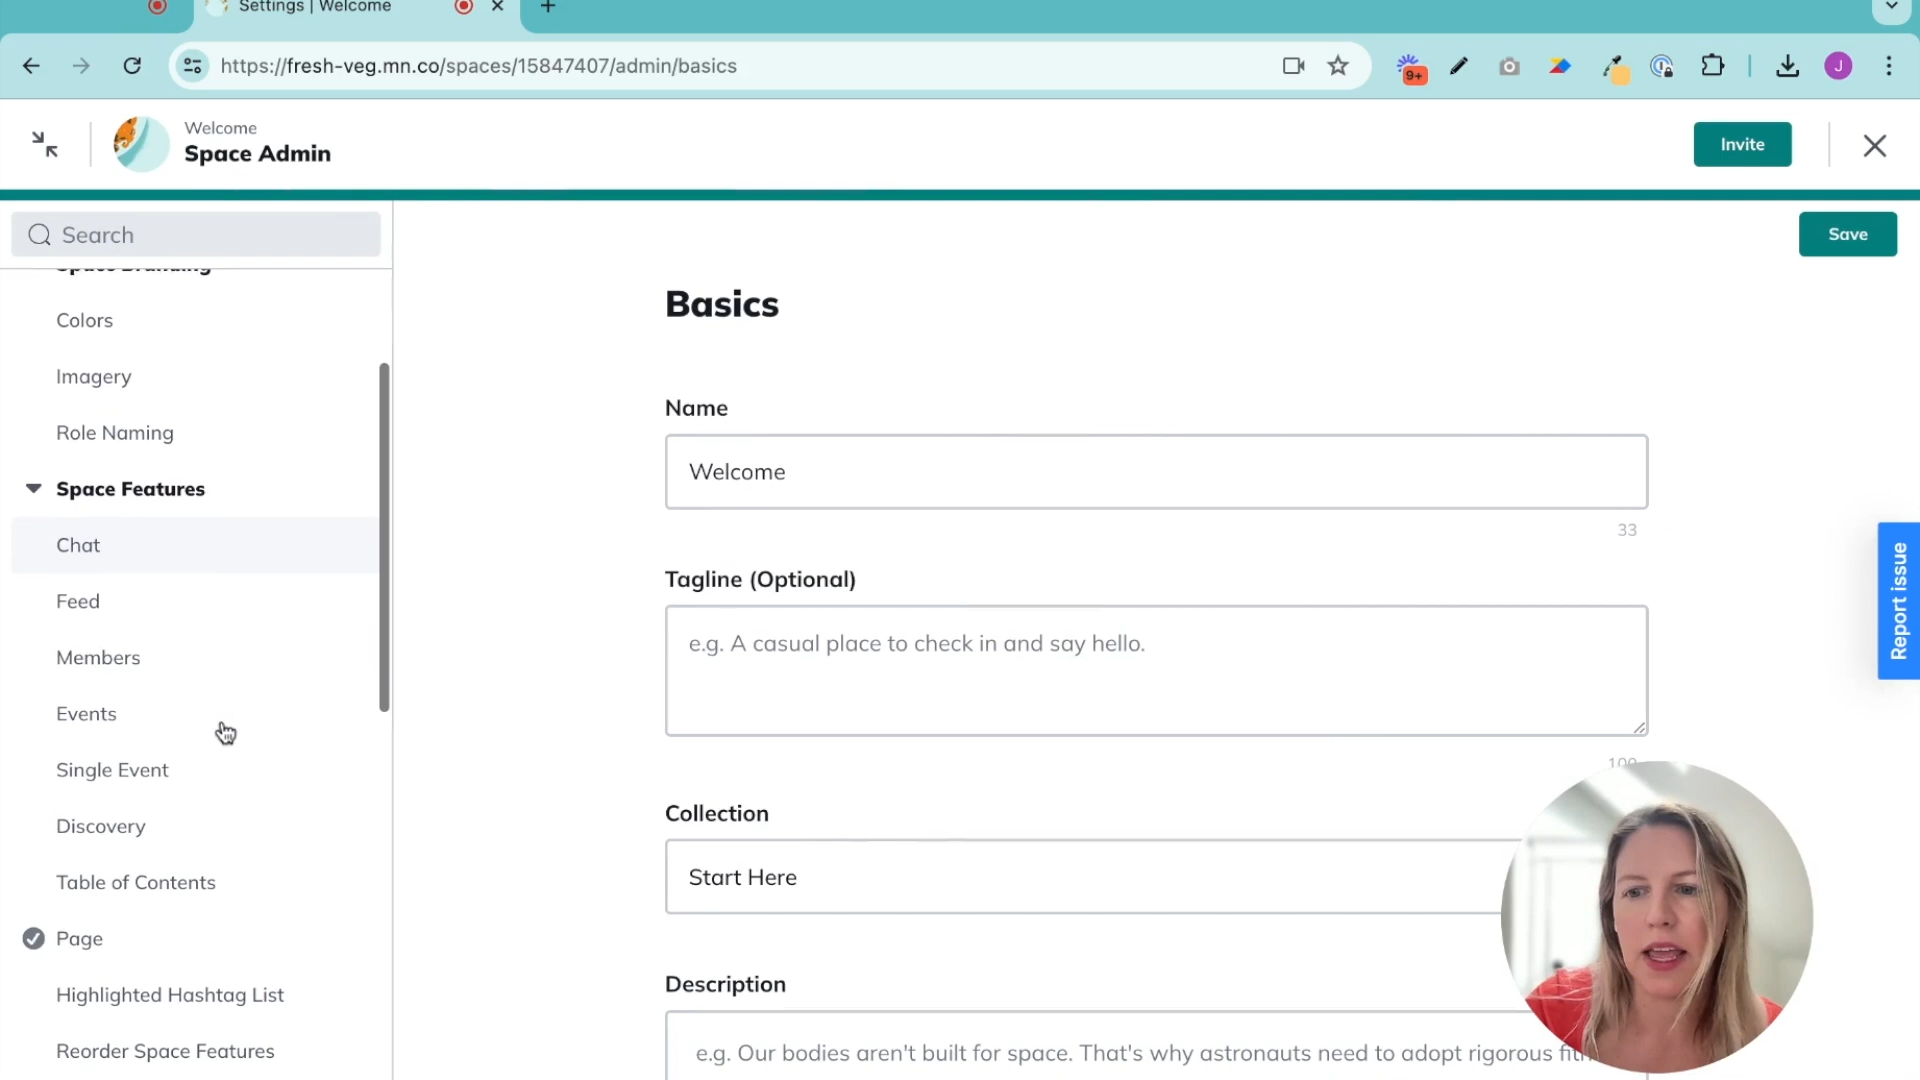 Settings | Welcome
https://fresh-veg.mn.co/spaces/15847407/admin/basics
9+
J
Welcome
Space Admin
Invite
Search
Save
Space Branding
Colors
Imagery
Role Naming
Space Features
Chat
Feed
Members
Events
Single Event
Discovery
Table of Contents
Page
Highlighted Hashtag List
Reorder Space Features
Basics
Name
Welcome
33
Tagline (Optional)
e.g. A casual place to check in and say hello.
100
Collection
Start Here
Description
e.g. Our bodies aren't built for space. That's why astronauts need to adopt rigorous
Report issue